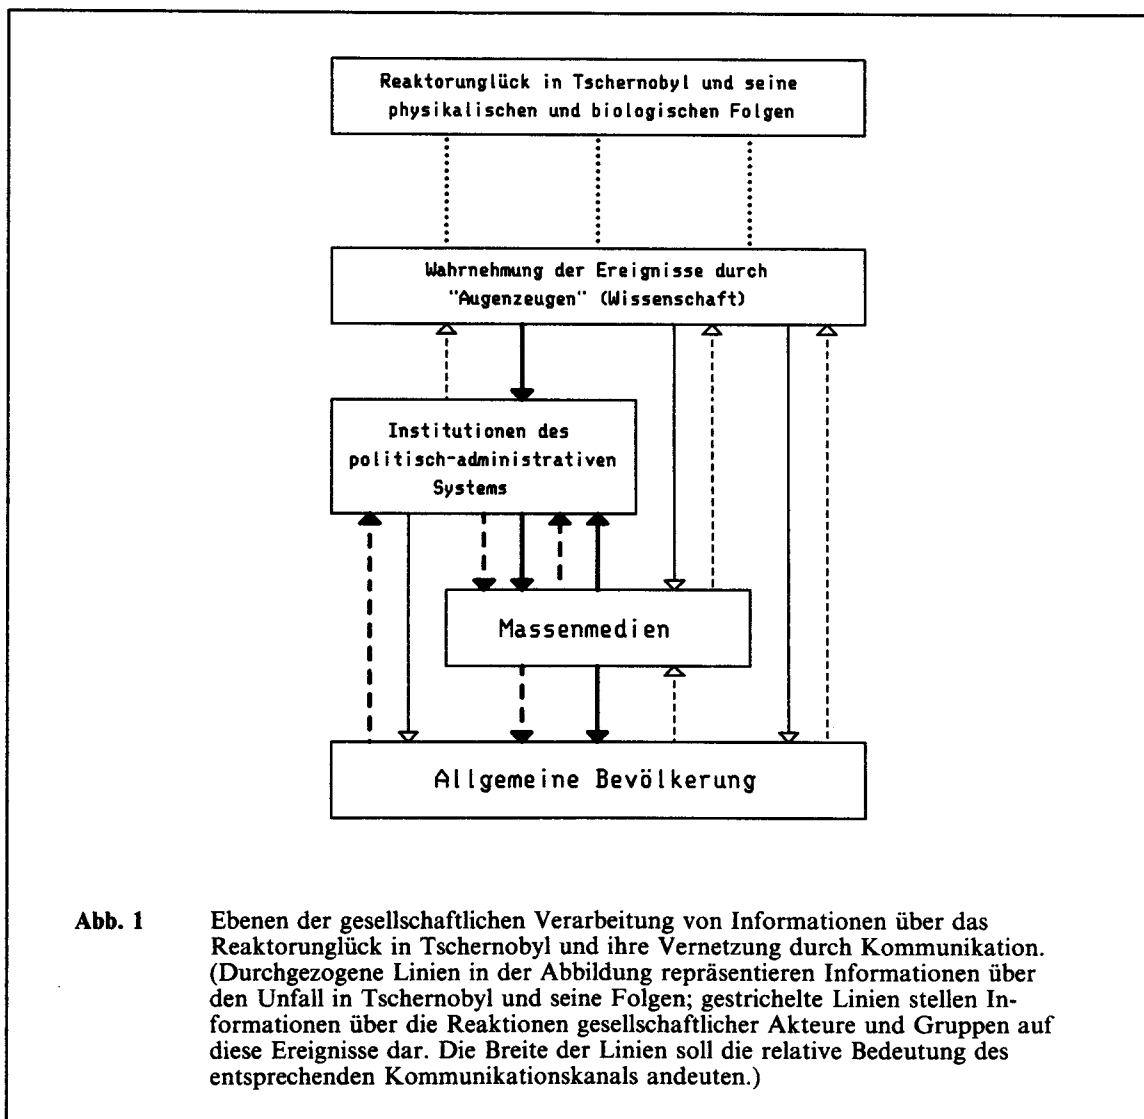 Reaktorunglück in Tschernobyl und seine
physikalischen und biologischen Folgen
Wahrnehmung der Ereignisse durch
"Augenzeugen" (Wissenschaft)
Institutionen des
politisch-administrativen
Systems
Massenmedien
Allgemeine Bevölkerung
Abb. 1 Ebenen der gesellschaftlichen Verarbeitung von Informationen über das
Reaktorunglück in Tschernobyl und ihre Vernetzung durch Kommunikation.
(Durchgezogene Linien in der Abbildung repräsentieren Informationen über
den Unfall in Tschernobyl und seine Folgen; gestrichelte Linien stellen In-
formationen über die Reaktionen gesellschaftlicher Akteure und Gruppen auf
diese Ereignisse dar. Die Breite der Linien soll die relative Bedeutung des
entsprechenden Kommunikationskanals andeuten.)